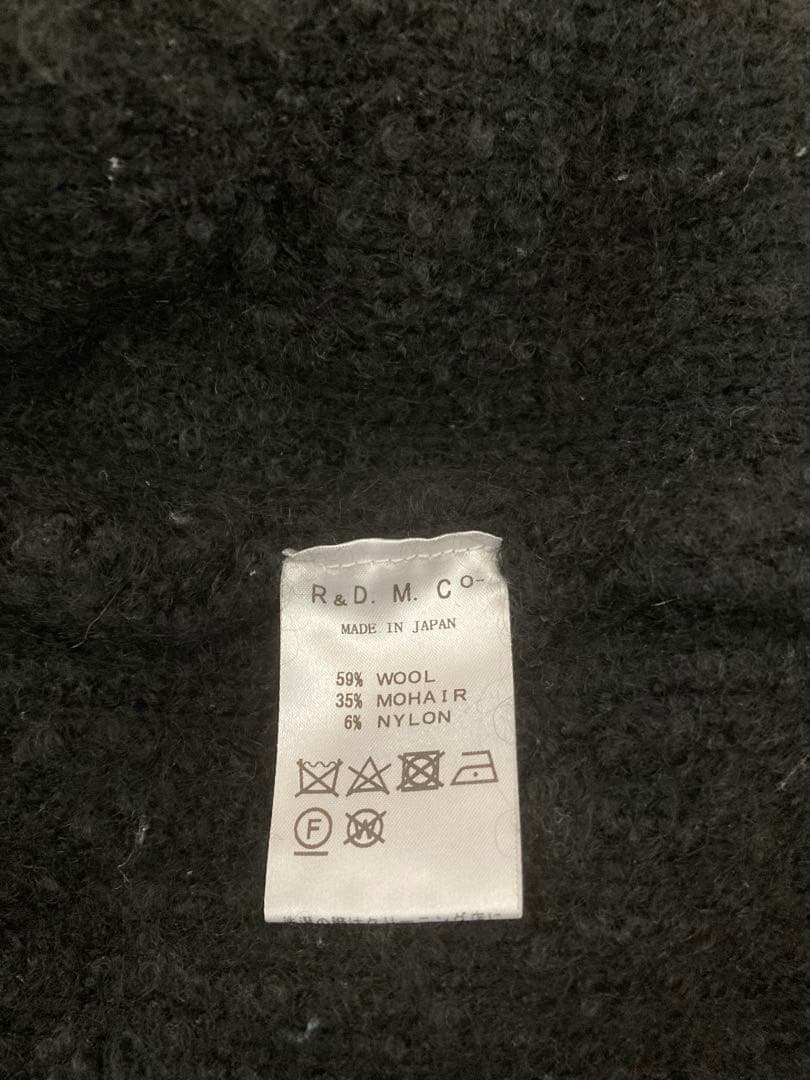 R & D. M. Co-
MADE IN JAPAN
59% WOOL
35% MOHAIR
6% NYLON
F
W